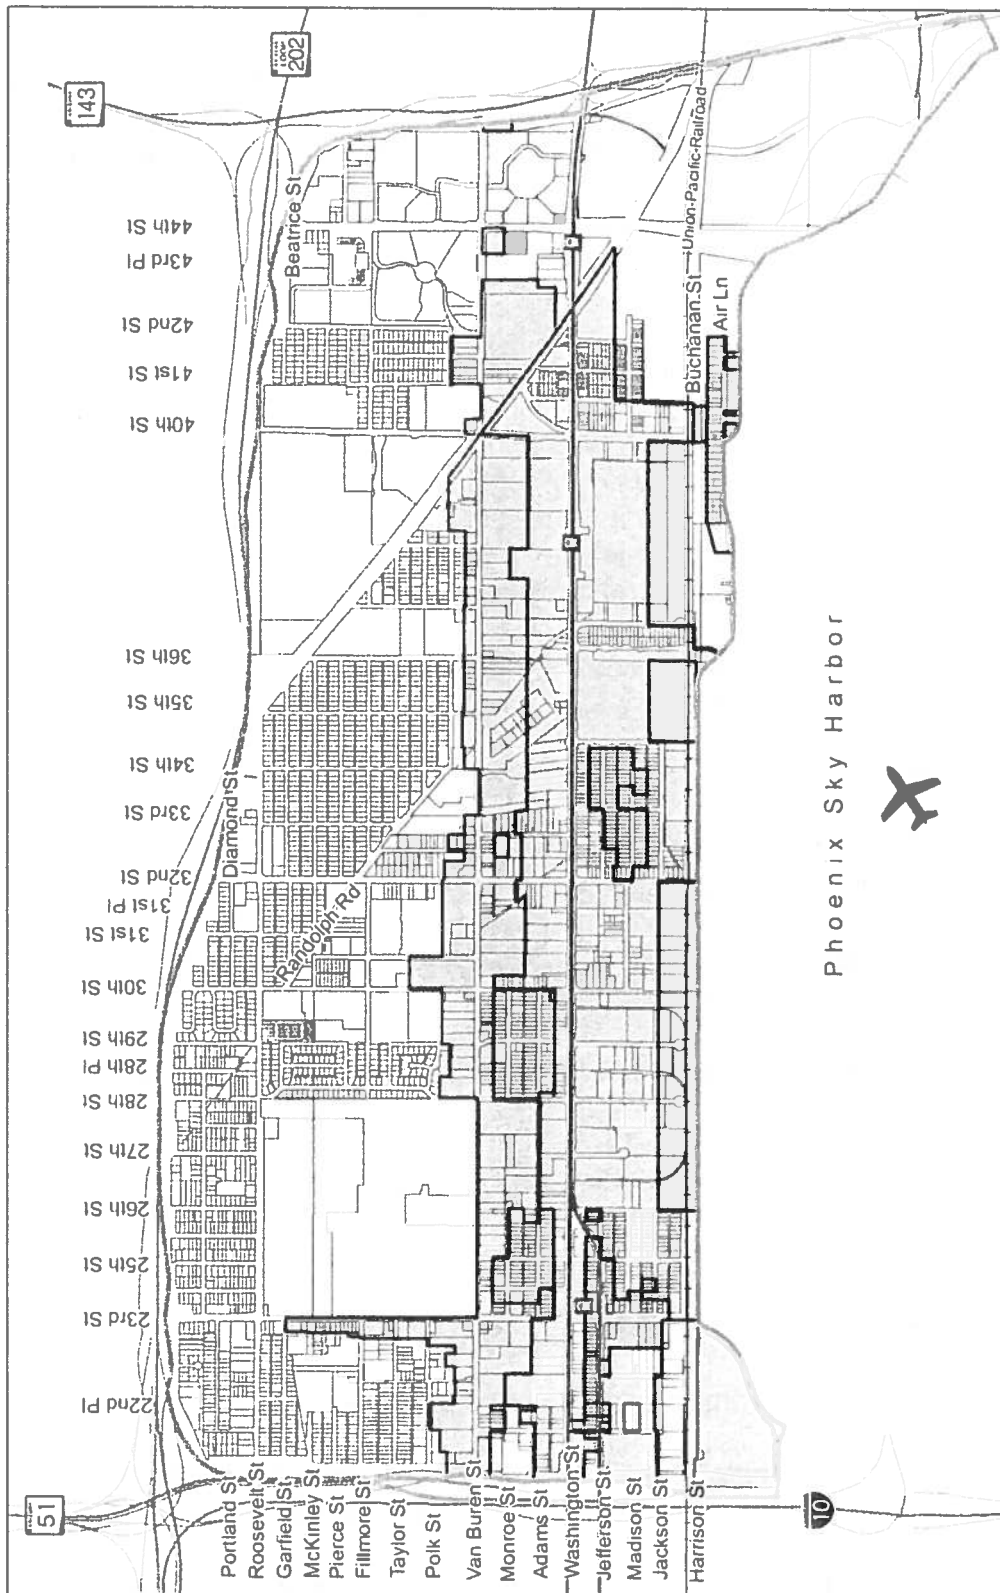 143
LOOP
202
44th St
43rd Pl
42nd St
41st St
40th St
36th St
35th St
34th St
33rd St
32nd St
31st Pl
31st St
30th St
29th St
28th Pl
28th St
27th St
26th St
25th St
23rd St
22nd Pl
Beatrice St
Diamond St
Randolph Rd
Union-Pacific-Railroad
Buchanan St
Air Ln
Phoenix Sky Harbor
51
10
Portland St
Roosevelt St
Garfield St
McKinley St
Pierce St
Fillmore St
Taylor St
Polk St
Van Buren St
Monroe St
Adams St
Washington St
Jefferson St
Madison St
Jackson St
Harrison St